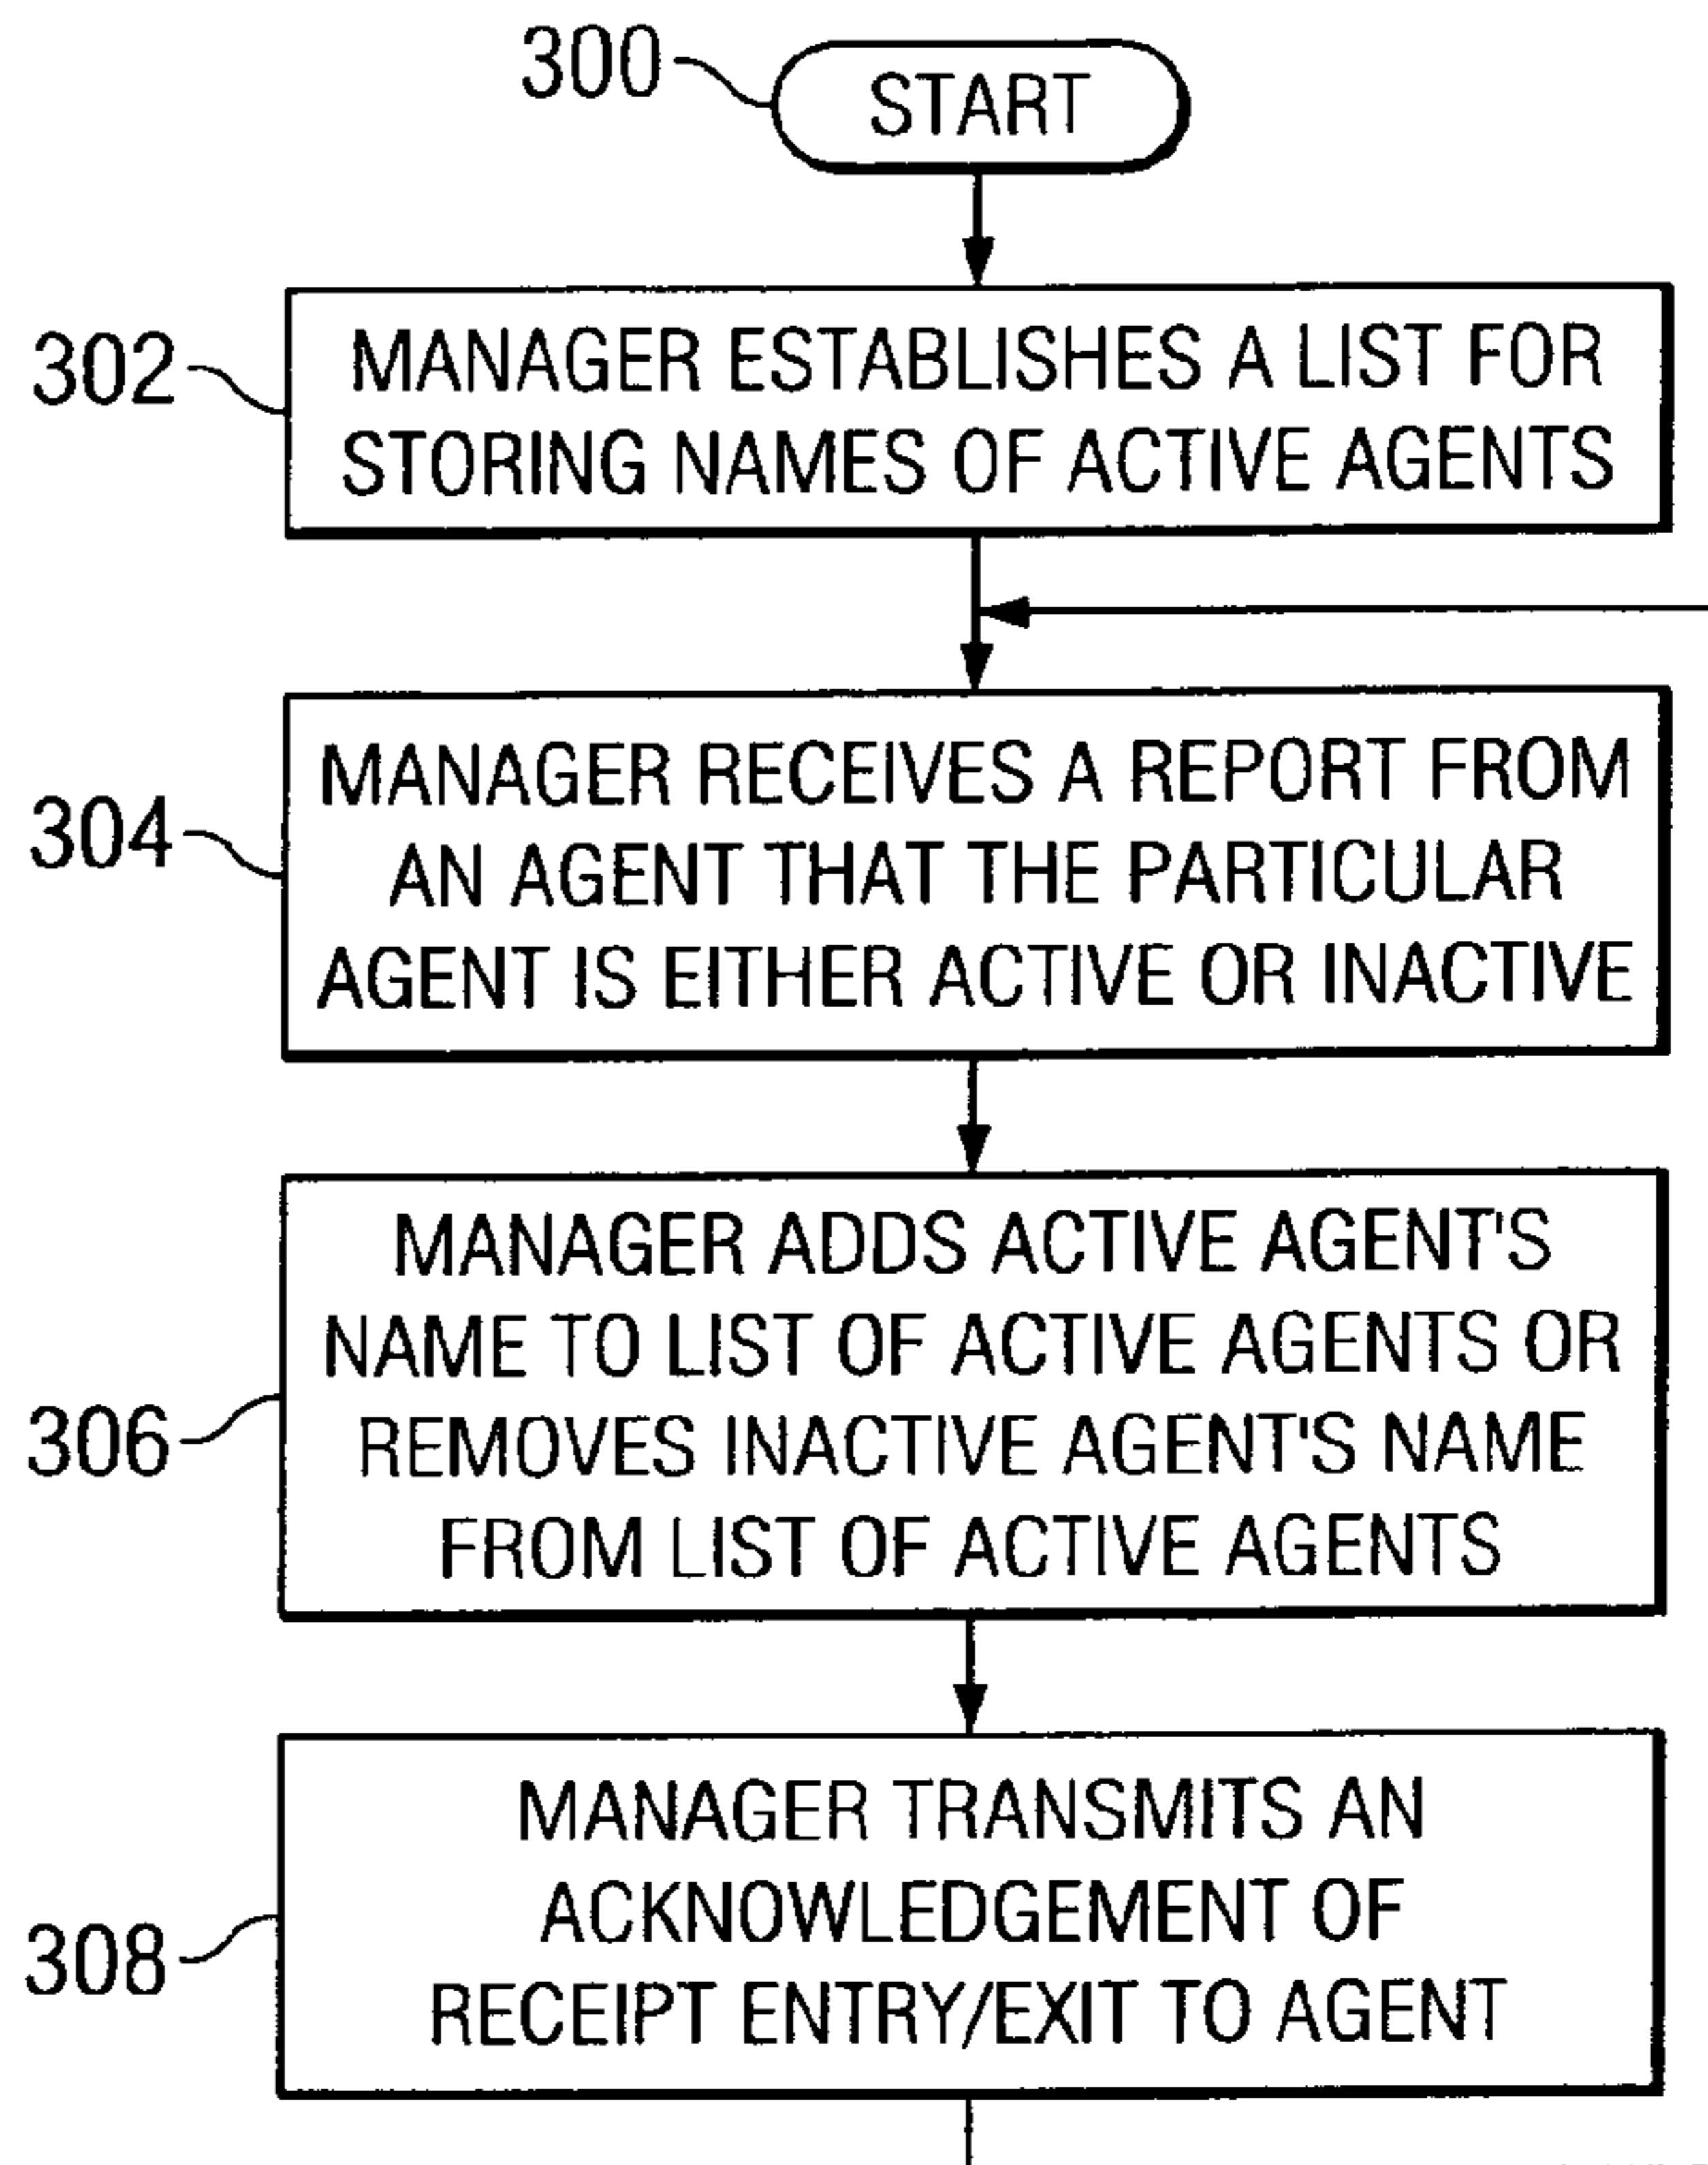 300
START
302
MANAGER ESTABLISHES A LIST FOR
STORING NAMES OF ACTIVE AGENTS
304
MANAGER RECEIVES A REPORT FROM
AN AGENT THAT THE PARTICULAR
AGENT IS EITHER ACTIVE OR INACTIVE
306
MANAGER ADDS ACTIVE AGENT'S
NAME TO LIST OF ACTIVE AGENTS OR
REMOVES INACTIVE AGENT'S NAME
FROM LIST OF ACTIVE AGENTS
308
MANAGER TRANSMITS AN
ACKNOWLEDGEMENT OF
RECEIPT ENTRY/EXIT TO AGENT